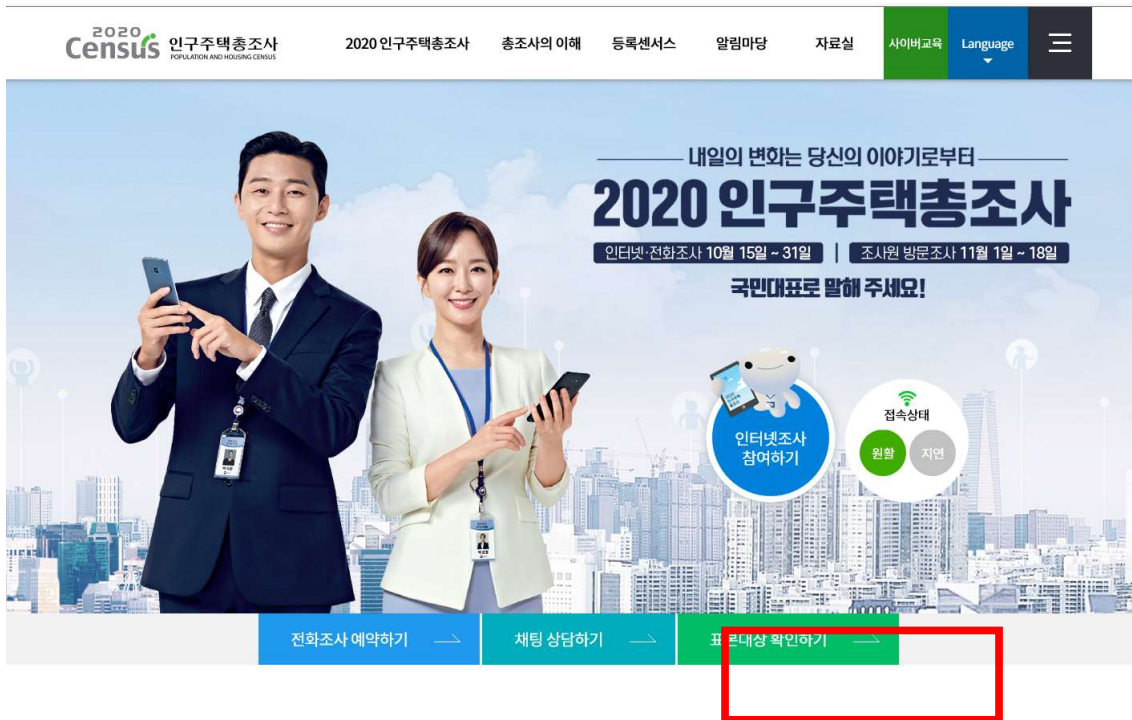 2020
Census 인구주택총조사
POPULATION AND HOUSING CENSUS
2020 인구주택총조사 총조사의 이해 등록센서스 알림마당 자료실 사이버교육 Language
내일의 변화는 당신의 이야기로부터
2020 인구주택총조사
인터넷·전화조사 10월 15일 ~ 31일 | 조사원 방문조사 11월 1일 ~ 18일
국민대표로 말해 주세요!
인터넷조사
참여하기
접속상태
원활 지연
전화조사 예약하기 채팅 상담하기 표본대상 확인하기